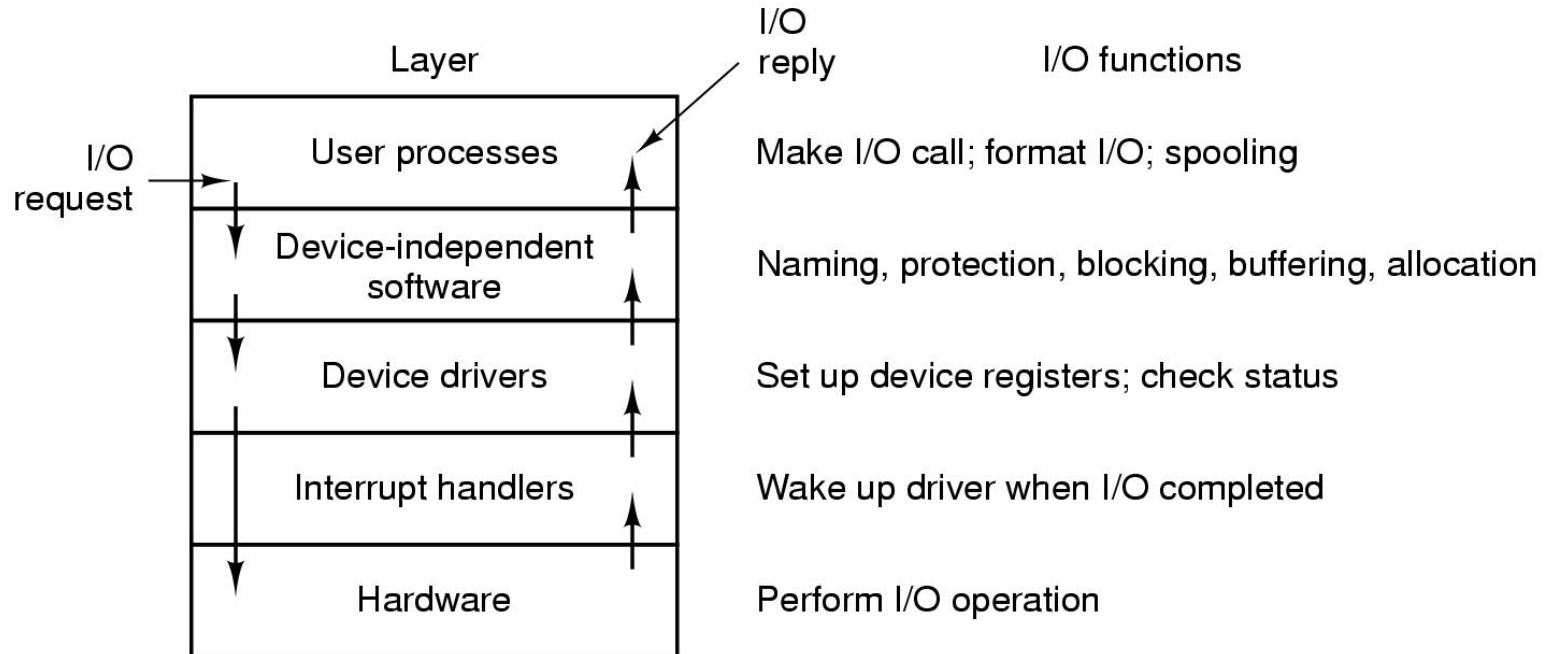 I/O
reply
Layer
I/O functions
User processes
Make I/O call; format I/O; spooling
I/O
request
Device-independent
software
Naming, protection, blocking, buffering, allocation
Device drivers
Set up device registers; check status
Interrupt handlers
Wake up driver when I/O completed
Hardware
Perform I/O operation